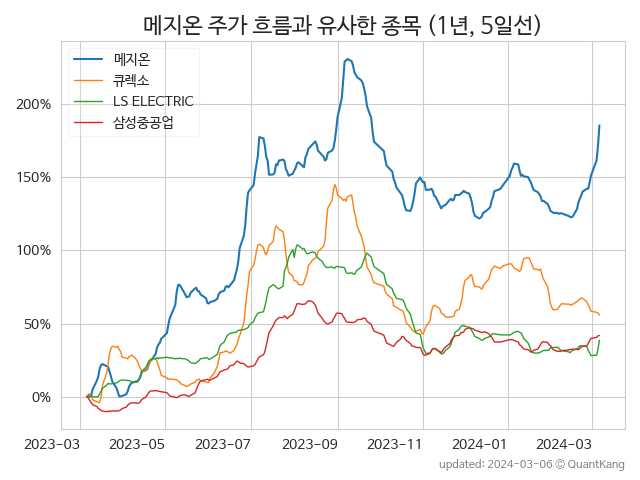 메지온 주가 흐름과 유사한 종목 (1년, 5일선)
메지온
큐렉소
LS ELECTRIC
삼성중공업
200%
150%
100%
50%
0%
2023-03 2023-05 2023-07 2023-09 2023-11 2024-01 2024-03
updated: 2024-03-06 © QuantKang